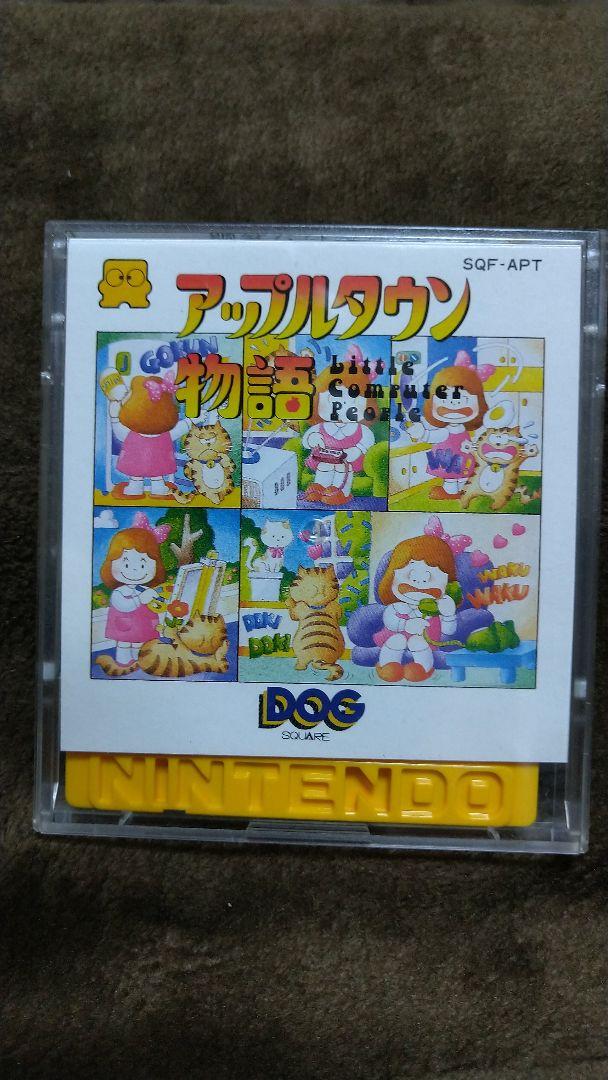 SQF-APT
アップルタウン
物語
Little
Computer
People
GOKUN
WA!
DOKI
DOKI
WAKU
WAKU
DOG
SQUARE
NINTENDO